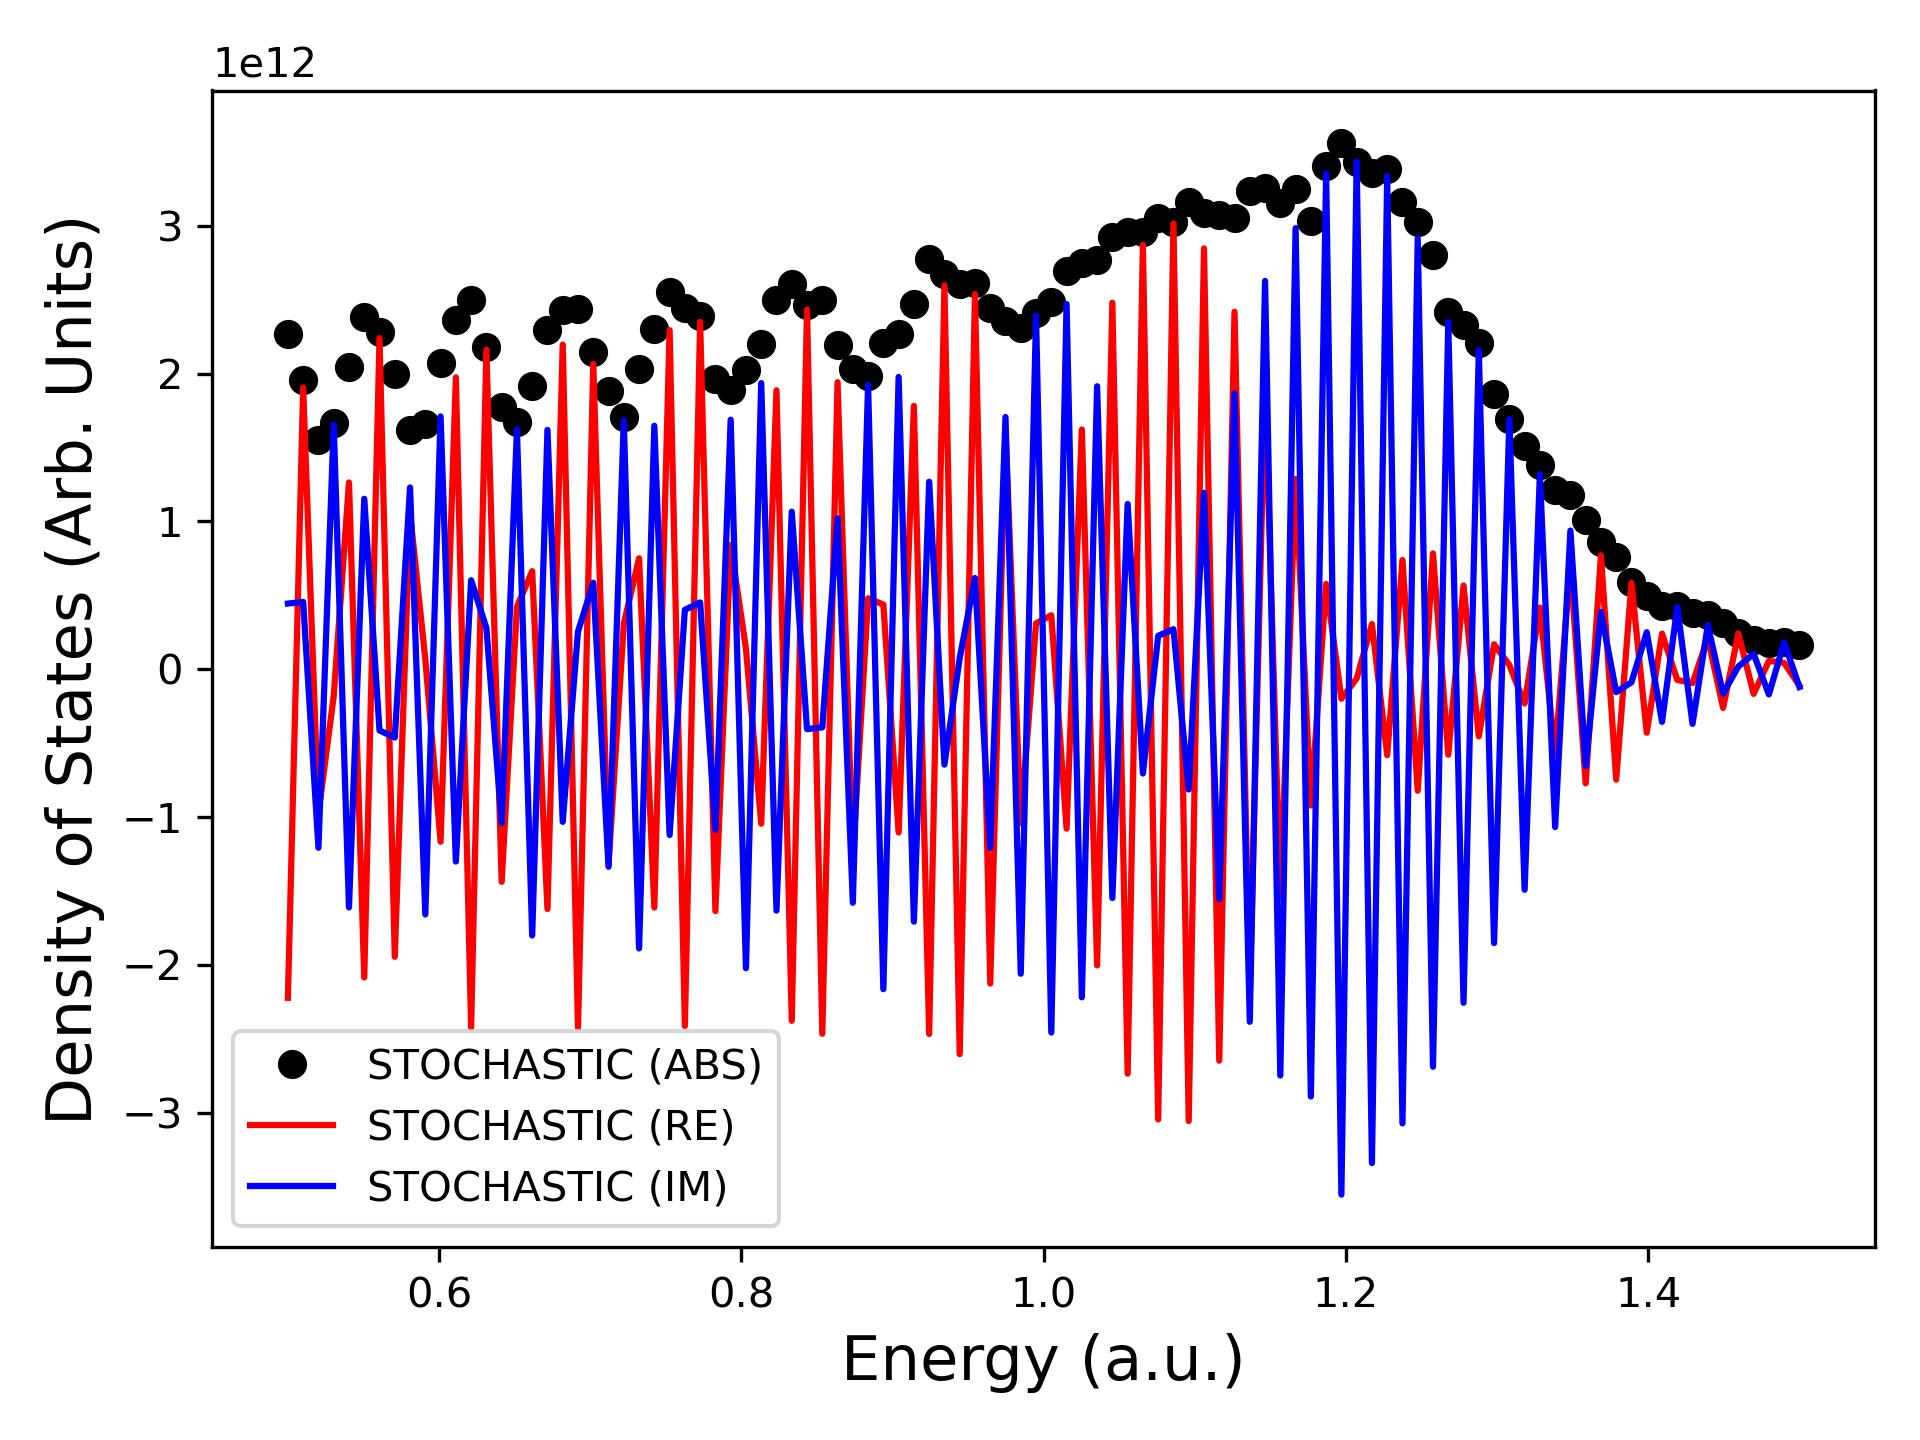 1e12
Density of States (Arb. Units)
3
2
1
0
−1
−2
−3
STOCHASTIC (ABS)
STOCHASTIC (RE)
STOCHASTIC (IM)
0.6 0.8 1.0 1.2 1.4
Energy (a.u.)